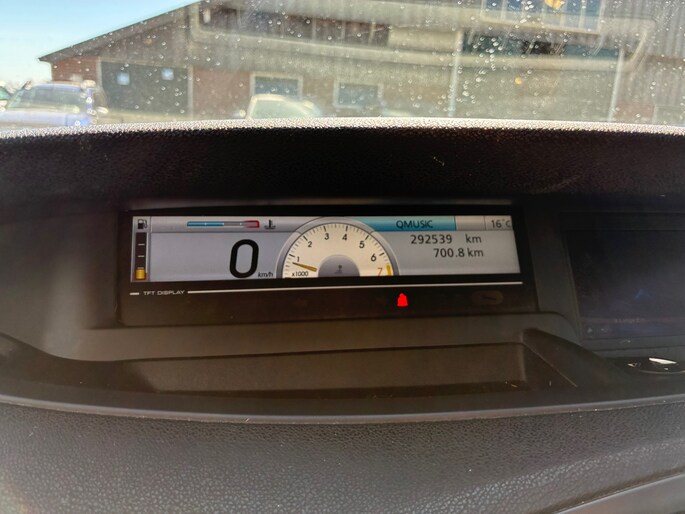 QMUSIC 16°C
0 km/h
1 2 3 4 5 6 7
x1000
292539 km
700.8 km
TFT DISPLAY